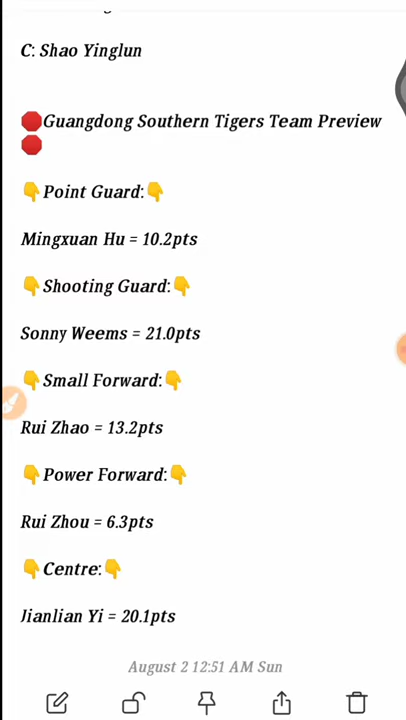 C: Shao Yinglun
🛑Guangdong Southern Tigers Team Preview
🛑
👇Point Guard:👇
Mingxuan Hu = 10.2pts
👇Shooting Guard:👇
Sonny Weems = 21.0pts
👇Small Forward:👇
Rui Zhao = 13.2pts
👇Power Forward:👇
Rui Zhou = 6.3pts
👇Centre:👇
Jianlian Yi = 20.1pts
August 2 12:51 AM Sun